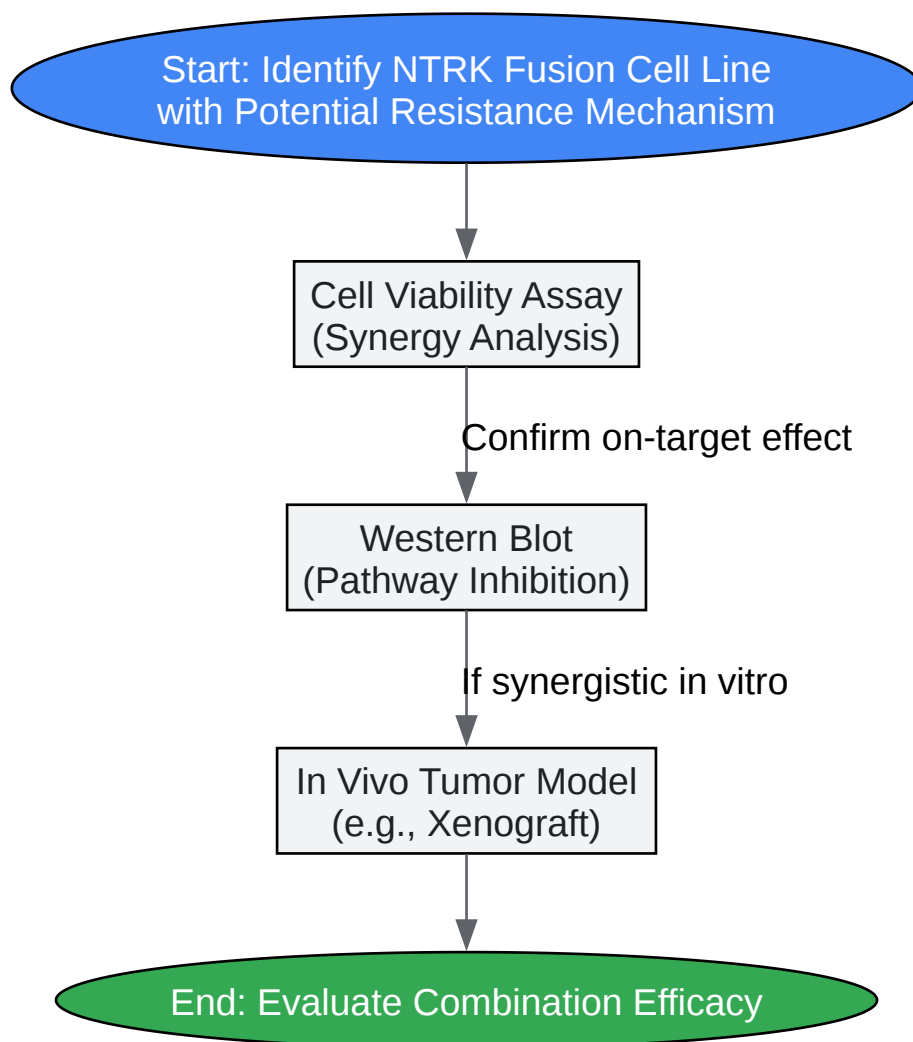 Start: Identify NTRK Fusion Cell Line
with Potential Resistance Mechanism
Cell Viability Assay
(Synergy Analysis)
Confirm on-target effect
Western Blot
(Pathway Inhibition)
If synergistic in vitro
In Vivo Tumor Model
(e.g., Xenograft)
End: Evaluate Combination Efficacy